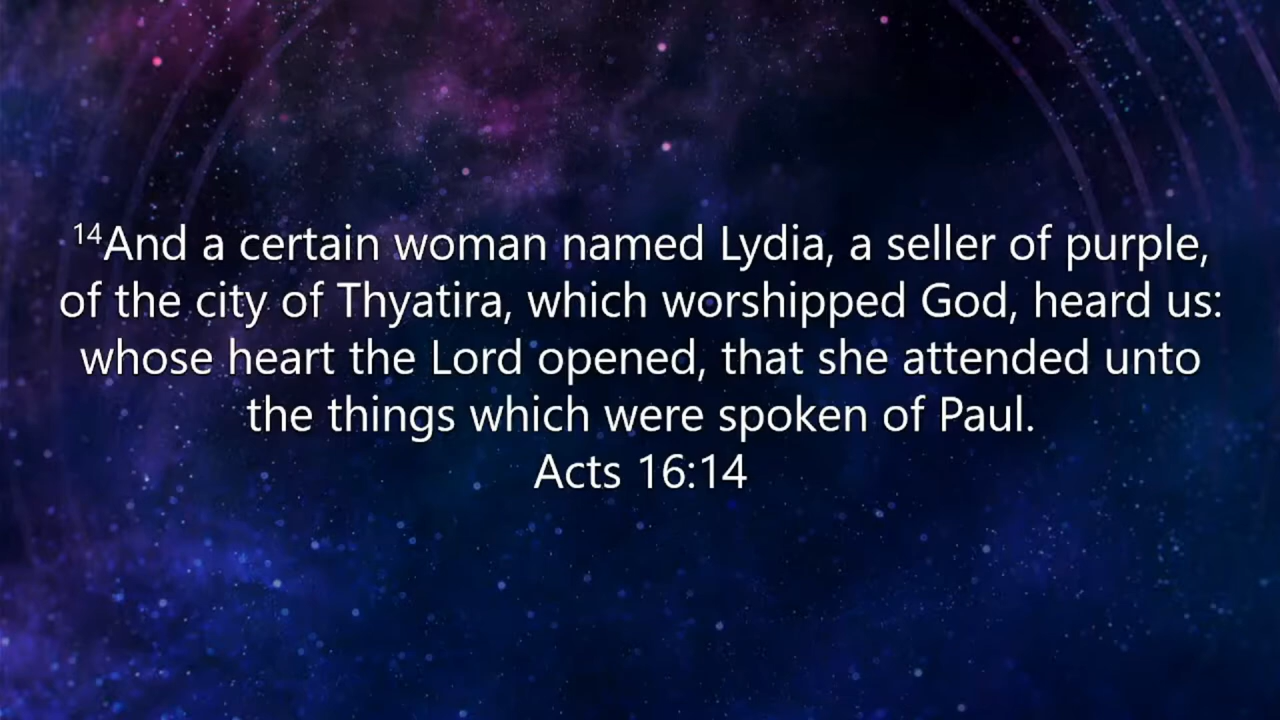 ¹⁴And a certain woman named Lydia, a seller of purple,
of the city of Thyatira, which worshipped God, heard us:
whose heart the Lord opened, that she attended unto
the things which were spoken of Paul.
Acts 16:14